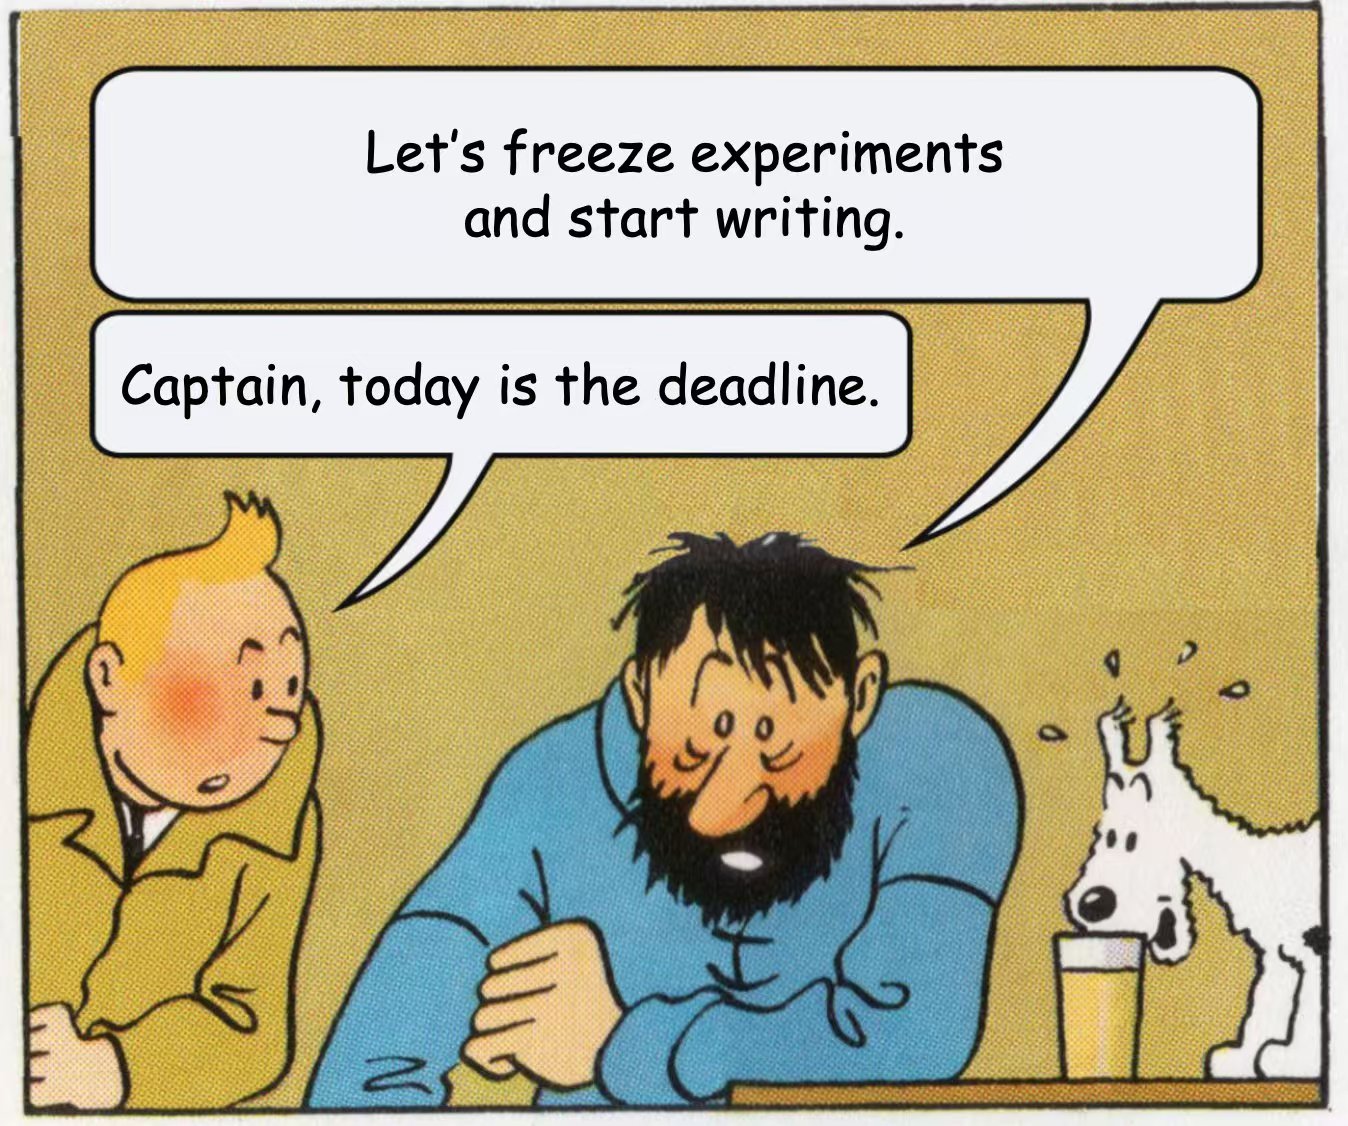 Let's freeze experiments
and start writing.
Captain, today is the deadline.